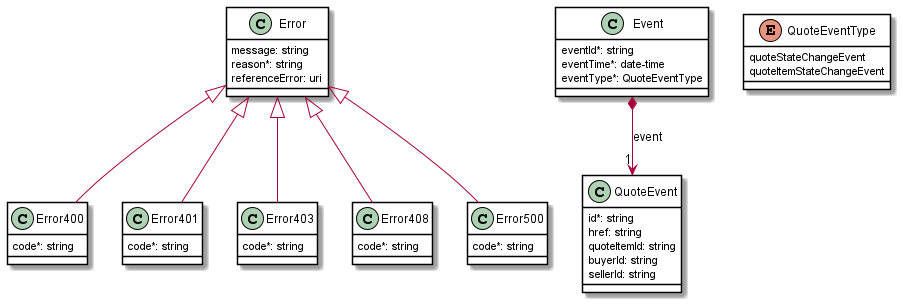 C Error
message: string
reason*: string
referenceError: uri
C Event
eventId*: string
eventTime*: date-time
eventType*: QuoteEventType
E QuoteEventType
quoteStateChangeEvent
quoteItemStateChangeEvent
event
1
C Error400
code*: string
C Error401
code*: string
C Error403
code*: string
C Error408
code*: string
C Error500
code*: string
C QuoteEvent
id*: string
href: string
quoteItemId: string
buyerId: string
sellerId: string